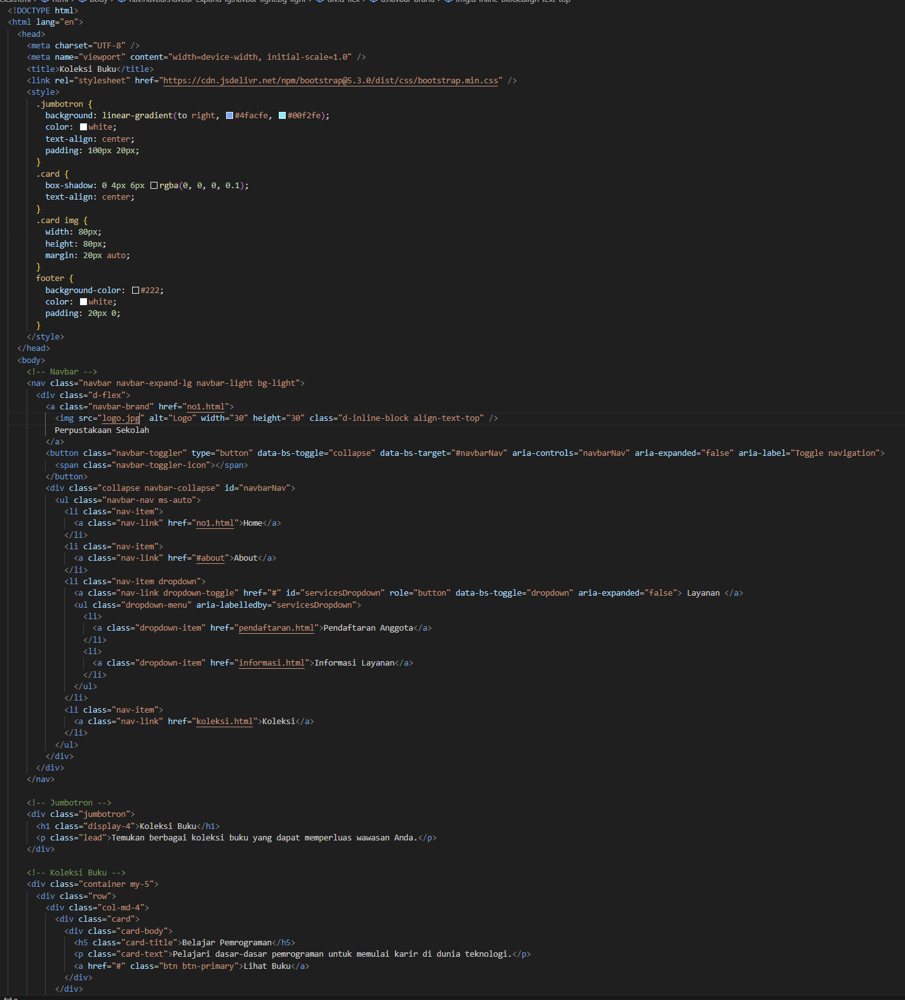 eksi.html > html > body > nav.navbar.navbar-expand-lg.navbar-light.bg-light > div.d-flex > a.navbar-brand > img.d-inline-block.align-text-top
<!DOCTYPE html>
<html lang="en">
<head>
<meta charset="UTF-8" />
<meta name="viewport" content="width=device-width, initial-scale=1.0" />
<title>Koleksi Buku</title>
<link rel="stylesheet" href="https://cdn.jsdelivr.net/npm/bootstrap@5.3.0/dist/css/bootstrap.min.css" />
<style>
.jumbotron {
background: linear-gradient(to right, #4facfe, #00f2fe);
color: white;
text-align: center;
padding: 100px 20px;
}
.card {
box-shadow: 0 4px 6px rgba(0, 0, 0, 0.1);
text-align: center;
}
.card img {
width: 80px;
height: 80px;
margin: 20px auto;
}
footer {
background-color: #222;
color: white;
padding: 20px 0;
}
</style>
</head>
<body>
<!-- Navbar -->
<nav class="navbar navbar-expand-lg navbar-light bg-light">
<div class="d-flex">
<a class="navbar-brand" href="no1.html">
<img src="logo.jpg" alt="Logo" width="30" height="30" class="d-inline-block align-text-top" />
Perpustakaan Sekolah
</a>
<button class="navbar-toggler" type="button" data-bs-toggle="collapse" data-bs-target="#navbarNav" aria-controls="navbarNav" aria-expanded="false" aria-label="Toggle navigation">
<span class="navbar-toggler-icon"></span>
</button>
<div class="collapse navbar-collapse" id="navbarNav">
<ul class="navbar-nav ms-auto">
<li class="nav-item">
<a class="nav-link" href="no1.html">Home</a>
</li>
<li class="nav-item">
<a class="nav-link" href="#about">About</a>
</li>
<li class="nav-item dropdown">
<a class="nav-link dropdown-toggle" href="#" id="servicesDropdown" role="button" data-bs-toggle="dropdown" aria-expanded="false"> Layanan </a>
<ul class="dropdown-menu" aria-labelledby="servicesDropdown">
<li>
<a class="dropdown-item" href="pendaftaran.html">Pendaftaran Anggota</a>
</li>
<li>
<a class="dropdown-item" href="informasi.html">Informasi Layanan</a>
</li>
</ul>
</li>
<li class="nav-item">
<a class="nav-link" href="koleksi.html">Koleksi</a>
</li>
</ul>
</div>
</div>
</nav>
<!-- Jumbotron -->
<div class="jumbotron">
<h1 class="display-4">Koleksi Buku</h1>
<p class="lead">Temukan berbagai koleksi buku yang dapat memperluas wawasan Anda.</p>
</div>
<!-- Koleksi Buku -->
<div class="container my-5">
<div class="row">
<div class="col-md-4">
<div class="card">
<div class="card-body">
<h5 class="card-title">Belajar Pemrograman</h5>
<p class="card-text">Pelajari dasar-dasar pemrograman untuk memulai karir di dunia teknologi.</p>
<a href="#" class="btn btn-primary">Lihat Buku</a>
</div>
</div>